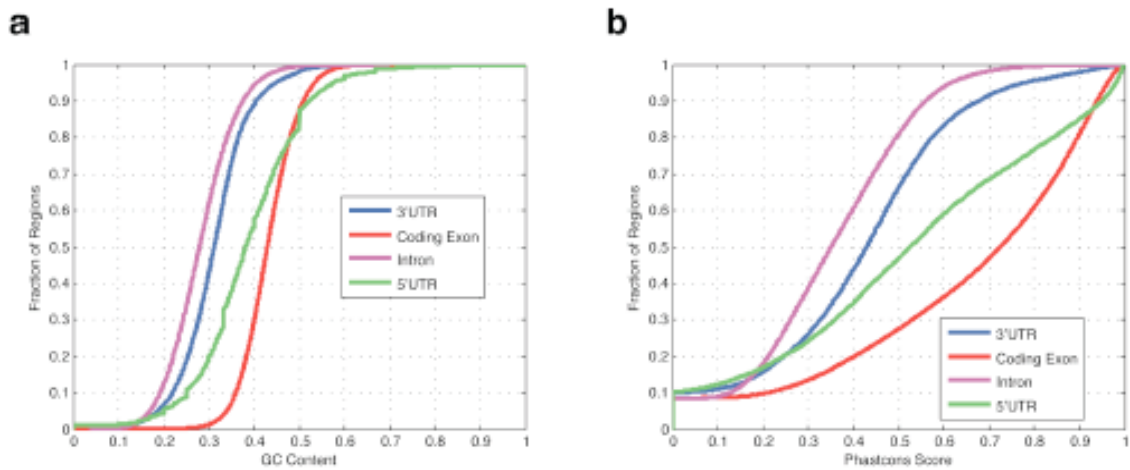 a
b
1
0.9
0.8
0.7
0.6
0.5
0.4
0.3
0.2
0.1
0
Fraction of Regions
0 0.1 0.2 0.3 0.4 0.5 0.6 0.7 0.8 0.9 1
GC Content
3'UTR
Coding Exon
Intron
5'UTR
1
0.9
0.8
0.7
0.6
0.5
0.4
0.3
0.2
0.1
0
Fraction of Regions
0 0.1 0.2 0.3 0.4 0.5 0.6 0.7 0.8 0.9 1
Phastcons Score
3'UTR
Coding Exon
Intron
5'UTR